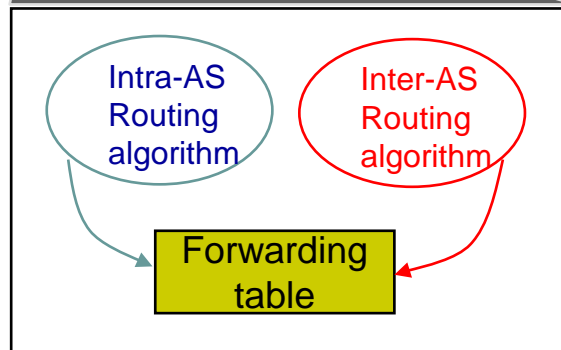 Intra-AS
Routing
algorithm
Inter-AS
Routing
algorithm
Forwarding
table